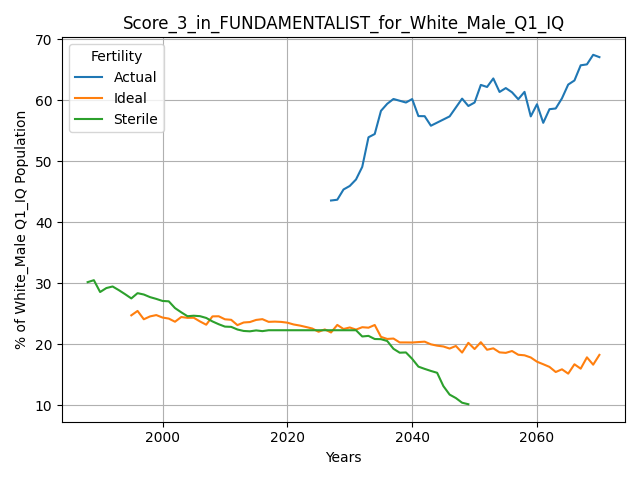 Score_3_in_FUNDAMENTALIST_for_White_Male_Q1_IQ
Fertility
Actual
Ideal
Sterile
% of White_Male Q1_IQ Population
70
60
50
40
30
20
10
2000 2020 2040 2060
Years